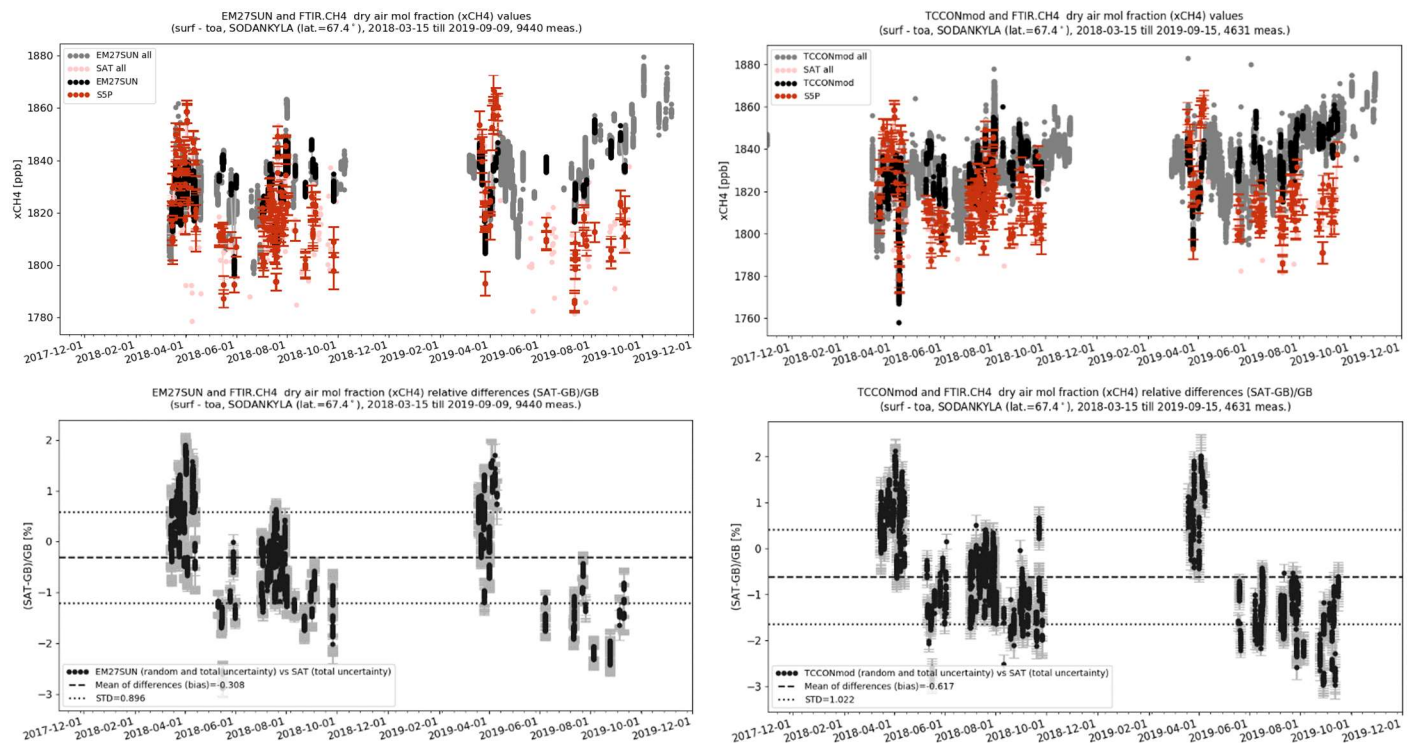 EM27SUN and FTIR.CH4 dry air mol fraction (xCH4) values
(surf - toa, SODANKYLA (lat.=67.4°), 2018-03-15 till 2019-09-09, 9440 meas.)
EM27SUN all
SAT all
EM27SUN
S5P
xCH4 [ppb]
1880
1860
1840
1820
1800
1780
2017-12-01 2018-02-01 2018-04-01 2018-06-01 2018-08-01 2018-10-01 2018-12-01 2019-02-01 2019-04-01 2019-06-01 2019-08-01 2019-10-01 2019-12-01
TCCONmod and FTIR.CH4 dry air mol fraction (xCH4) values
(surf - toa, SODANKYLA (lat.=67.4°), 2018-03-15 till 2019-09-15, 4631 meas.)
TCCONmod all
SAT all
TCCONmod
S5P
xCH4 [ppb]
1880
1860
1840
1820
1800
1780
1760
2017-12-01 2018-02-01 2018-04-01 2018-06-01 2018-08-01 2018-10-01 2018-12-01 2019-02-01 2019-04-01 2019-06-01 2019-08-01 2019-10-01 2019-12-01
EM27SUN and FTIR.CH4 dry air mol fraction (xCH4) relative differences (SAT-GB)/GB
(surf - toa, SODANKYLA (lat.=67.4°), 2018-03-15 till 2019-09-09, 9440 meas.)
(SAT-GB)/GB [%]
2
1
0
−1
−2
−3
EM27SUN (random and total uncertainty) vs SAT (total uncertainty)
Mean of differences (bias)=-0.308
STD=0.896
2017-12-01 2018-02-01 2018-04-01 2018-06-01 2018-08-01 2018-10-01 2018-12-01 2019-02-01 2019-04-01 2019-06-01 2019-08-01 2019-10-01 2019-12-01
TCCONmod and FTIR.CH4 dry air mol fraction (xCH4) relative differences (SAT-GB)/GB
(surf - toa, SODANKYLA (lat.=67.4°), 2018-03-15 till 2019-09-15, 4631 meas.)
(SAT-GB)/GB [%]
2
1
0
−1
−2
−3
TCCONmod (random and total uncertainty) vs SAT (total uncertainty)
Mean of differences (bias)=-0.617
STD=1.022
2017-12-01 2018-02-01 2018-04-01 2018-06-01 2018-08-01 2018-10-01 2018-12-01 2019-02-01 2019-04-01 2019-06-01 2019-08-01 2019-10-01 2019-12-01